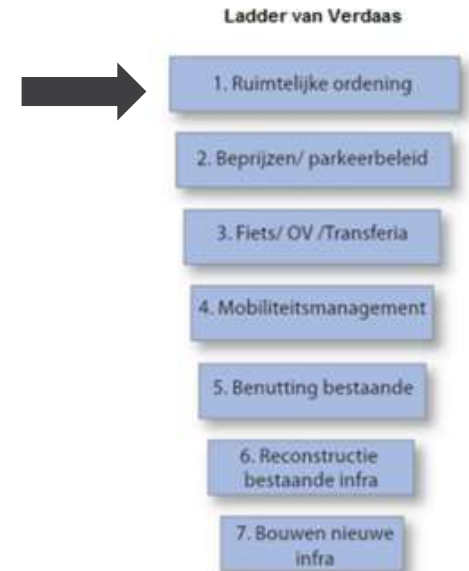 Ladder van Verdaas
1. Ruimtelijke ordening
2. Beprijzen/ parkeerbeleid
3. Fiets/ OV /Transferia
4. Mobiliteitsmanagement
5. Benutting bestaande
6. Reconstructie
bestaande infra
7. Bouwen nieuwe
infra